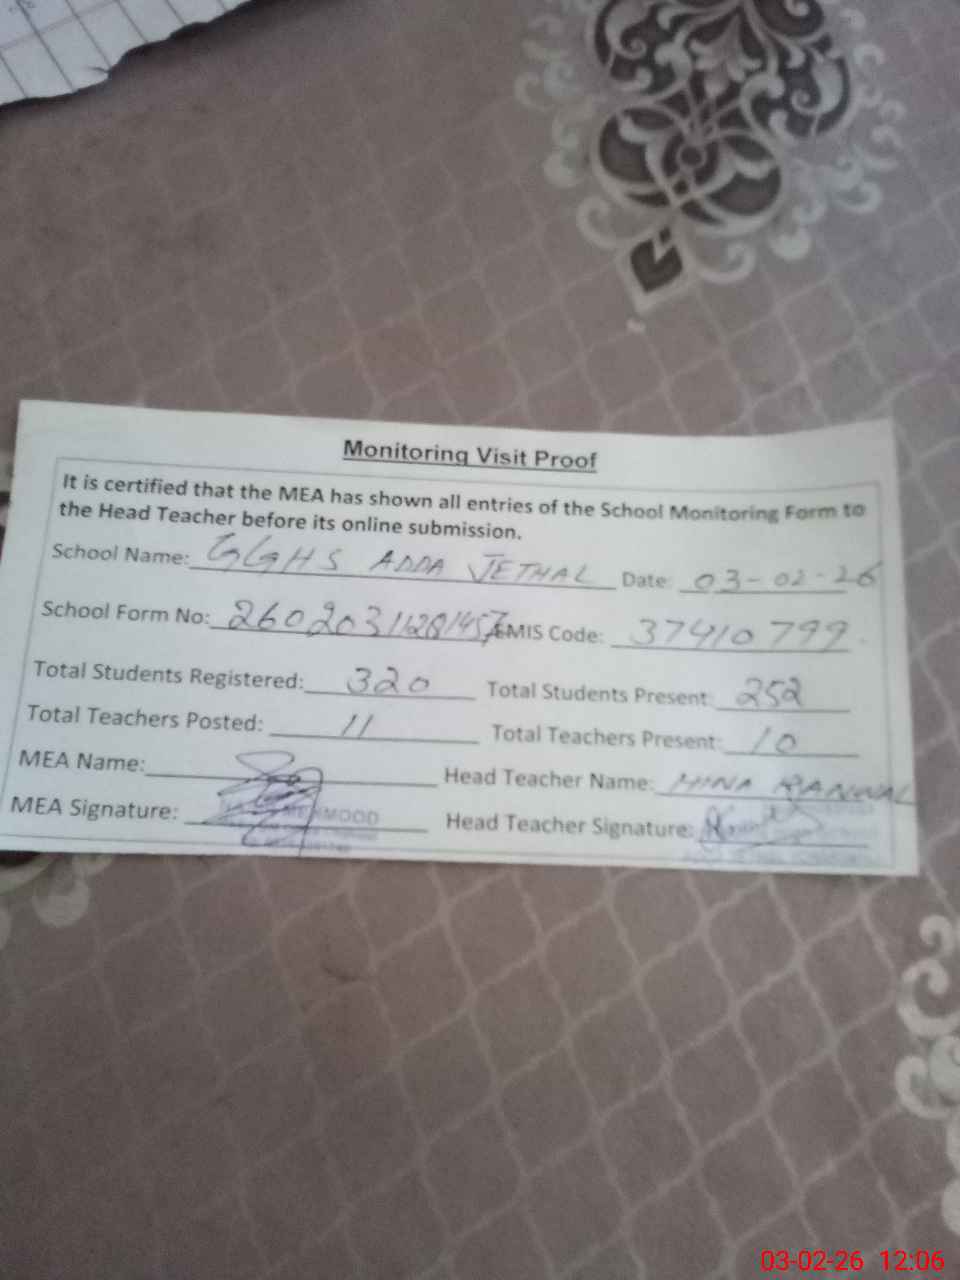 Monitoring Visit Proof
It is certified that the MEA has shown all entries of the School Monitoring Form to
the Head Teacher before its online submission.
School Name: GGHS ADDA JETHAL Date: 03-02-26
School Form No: EMIS Code: 37410799
Total Students Registered: 320 Total Students Present: 252
Total Teachers Posted: 11 Total Teachers Present: 10
MEA Name: Head Teacher Name: HINA KANWAL
MEA Signature: MEHMOOD Head Teacher Signature:
03-02-26 12:06